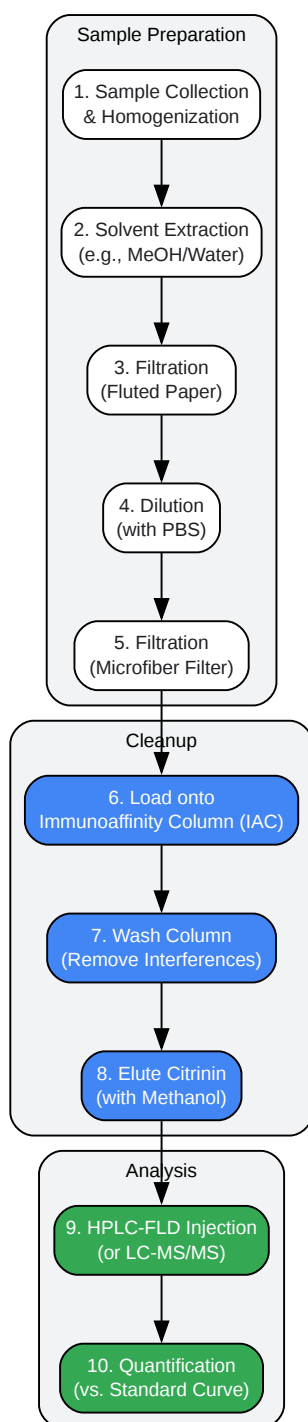 Sample Preparation
1. Sample Collection
& Homogenization
2. Solvent Extraction
(e.g., MeOH/Water)
3. Filtration
(Fluted Paper)
4. Dilution
(with PBS)
5. Filtration
(Microfiber Filter)
Cleanup
6. Load onto
Immunoaffinity Column (IAC)
7. Wash Column
(Remove Interferences)
8. Elute Citrinin
(with Methanol)
Analysis
9. HPLC-FLD Injection
(or LC-MS/MS)
10. Quantification
(vs. Standard Curve)